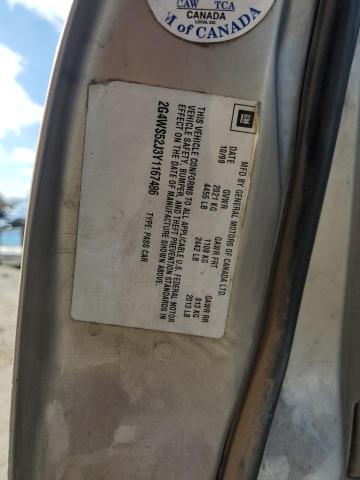 CAW TCA
CANADA
LOCAL 222
M of CANADA
GM
MFD BY GENERAL MOTORS OF CANADA LTD.
DATE GVWR GAWR FRT GAWR RR
10/99 2021 KG 1108 KG 913 KG
4455 LB 2442 LB 2013 LB
THIS VEHICLE CONFORMS TO ALL APPLICABLE U.S. FEDERAL MOTOR
VEHICLE SAFETY, BUMPER, AND THEFT PREVENTION STANDARDS IN
EFFECT ON THE DATE OF MANUFACTURE SHOWN ABOVE.
2G4WS52J3Y1167486 TYPE: PASS CAR